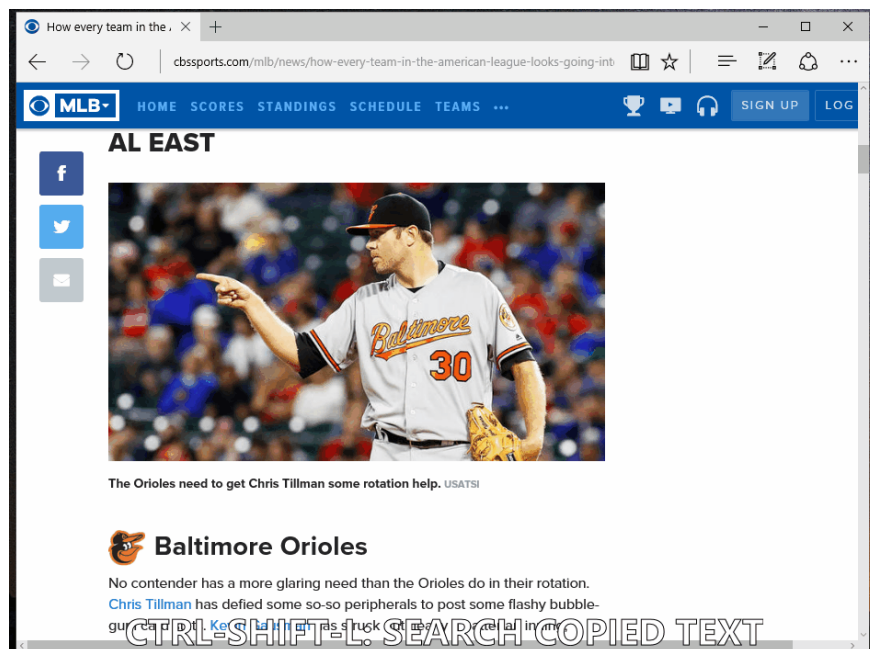 How every team in the A
cbssports.com/mlb/news/how-every-team-in-the-american-league-looks-going-int
MLB HOME SCORES STANDINGS SCHEDULE TEAMS ••• SIGN UP LOG
AL EAST
f
Baltimore
30
The Orioles need to get Chris Tillman some rotation help. USATSI
Baltimore Orioles
No contender has a more glaring need than the Orioles do in their rotation.
Chris Tillman has defied some so-so peripherals to post some flashy bubble-
CTRL-SHIFT-L: SEARCH COPIED TEXT